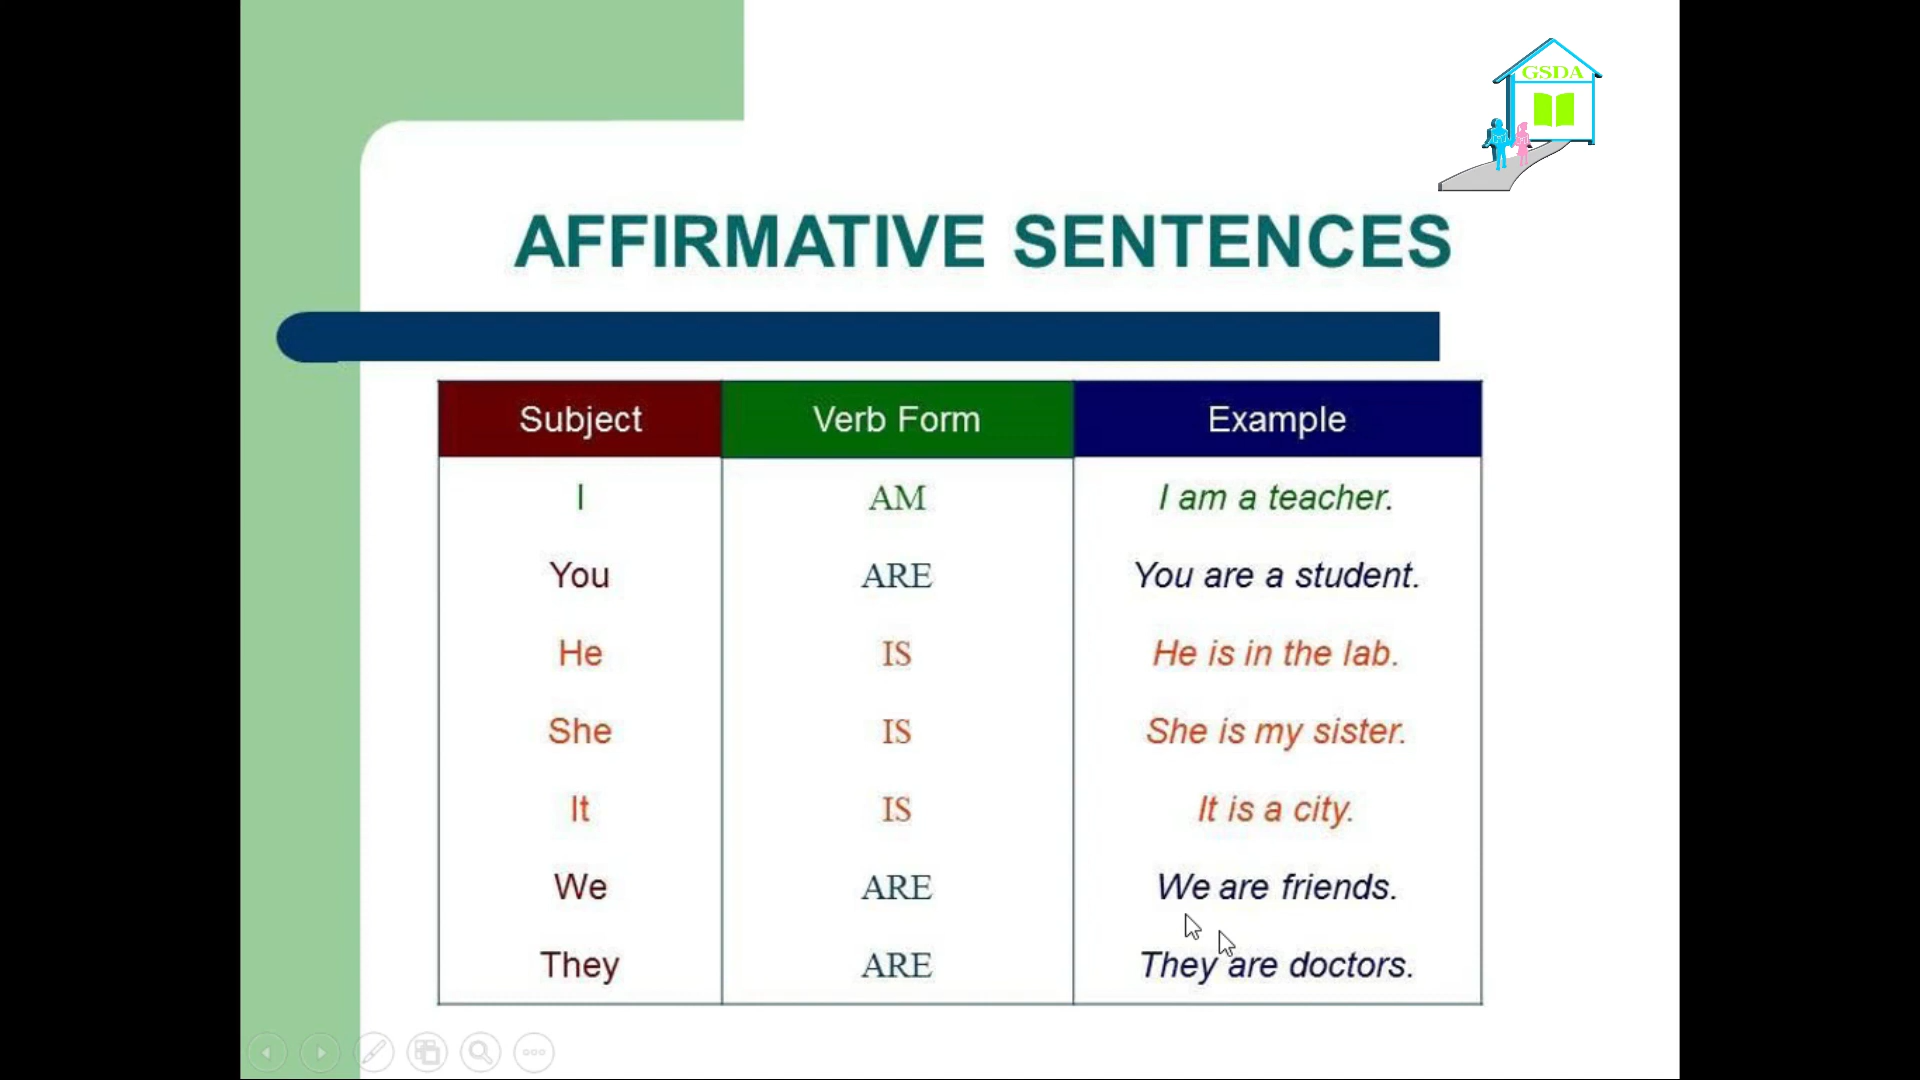 GSDA
AFFIRMATIVE SENTENCES
Subject Verb Form Example
I AM I am a teacher.
You ARE You are a student.
He IS He is in the lab.
She IS She is my sister.
It IS It is a city.
We ARE We are friends.
They ARE They are doctors.